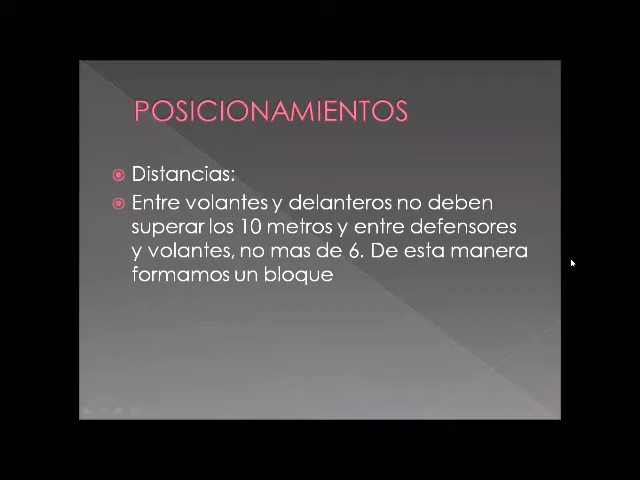 POSICIONAMIENTOS
Distancias:
Entre volantes y delanteros no deben
superar los 10 metros y entre defensores
y volantes, no mas de 6. De esta manera
formamos un bloque